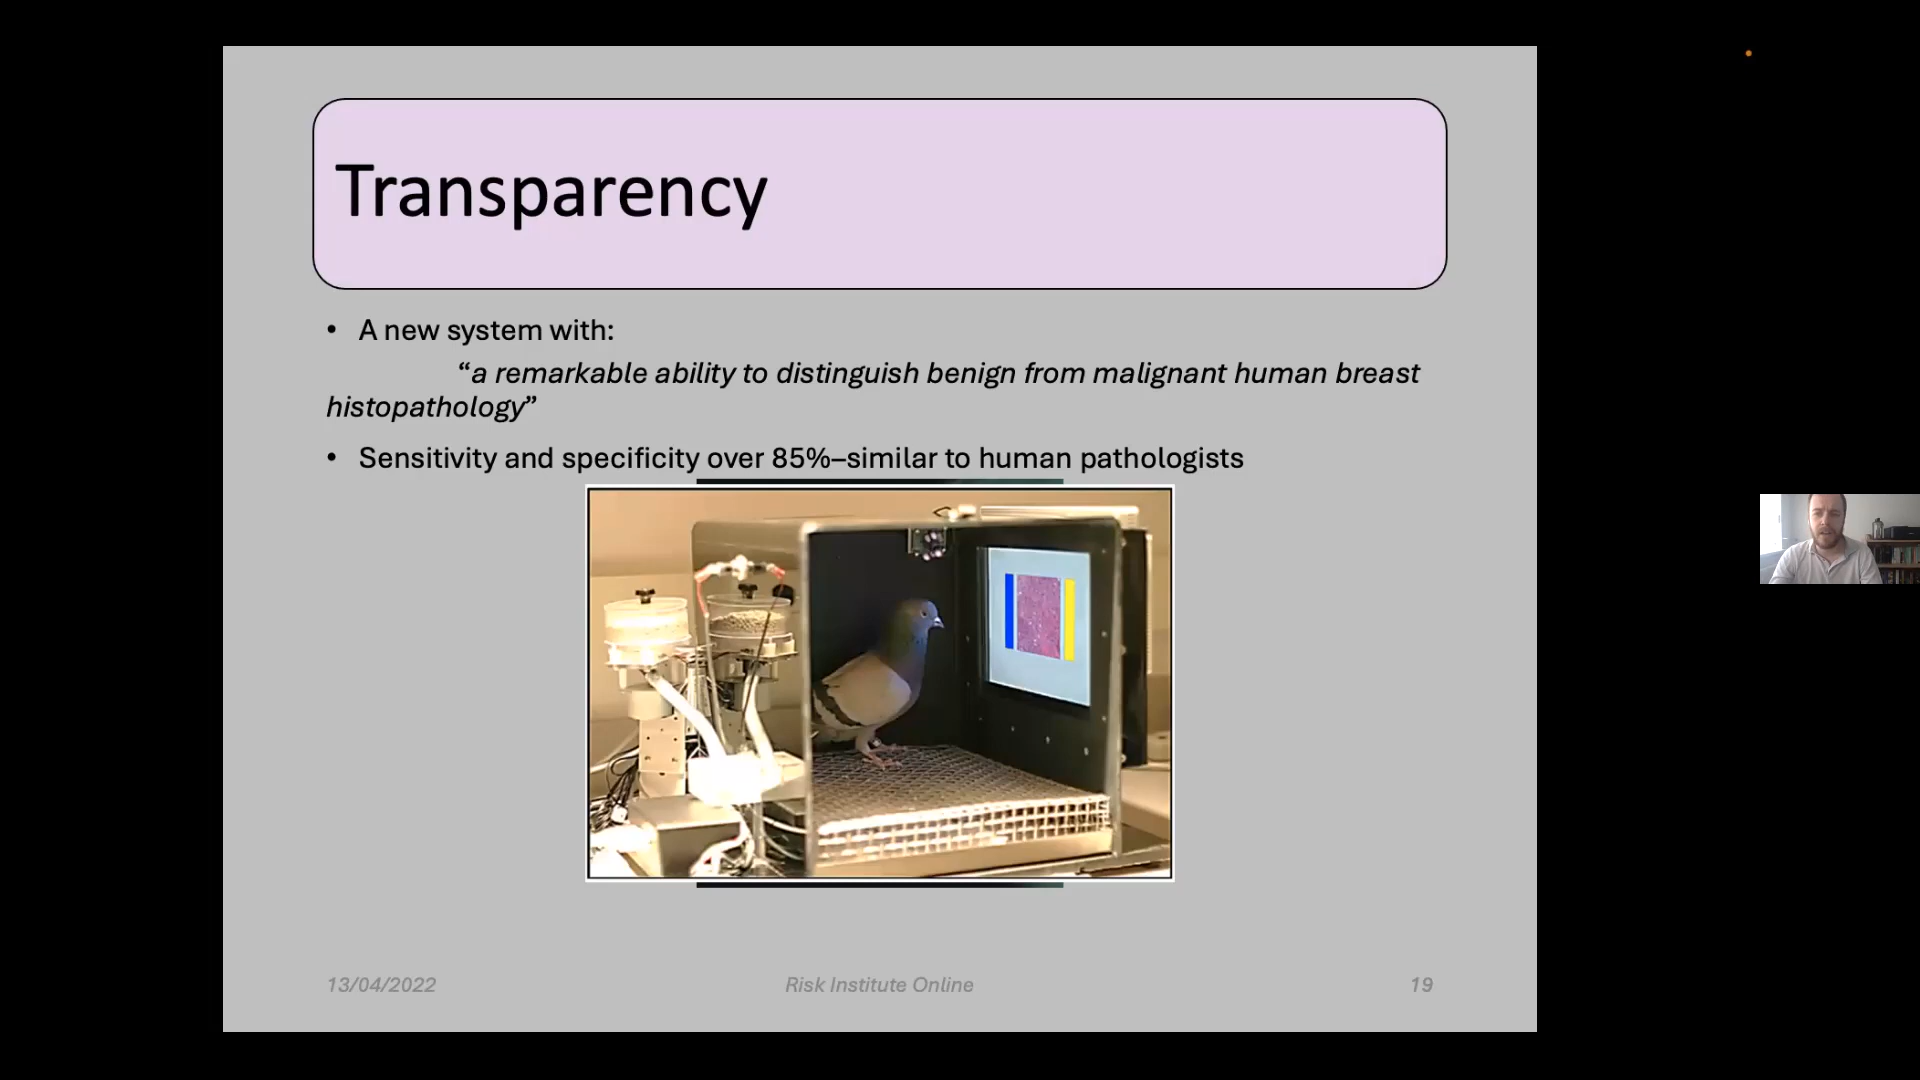 Transparency
• A new system with:
“a remarkable ability to distinguish benign from malignant human breast
histopathology”
• Sensitivity and specificity over 85%–similar to human pathologists
13/04/2022
Risk Institute Online
19